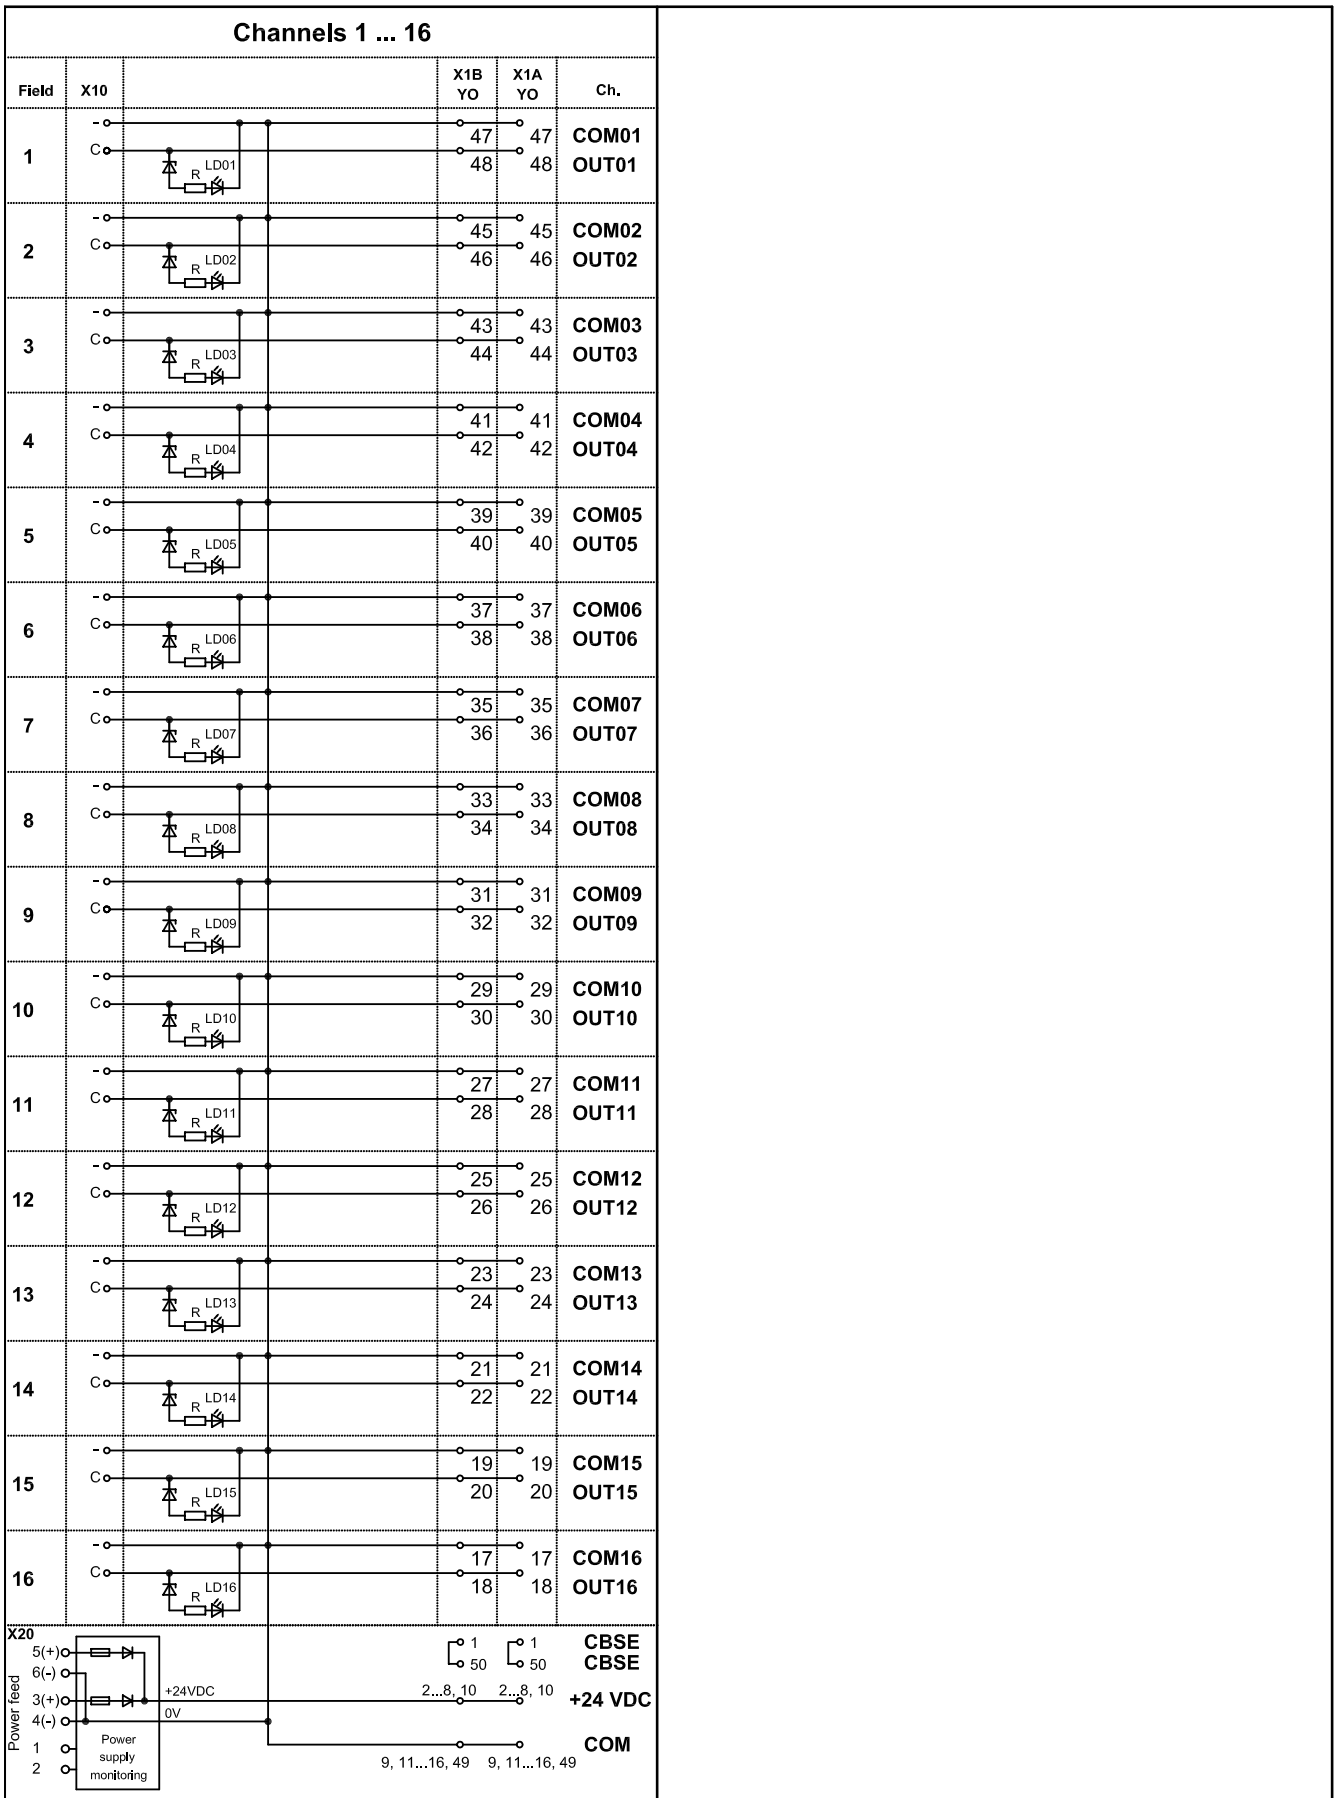 Channels 1 ... 16
Field X10 X1B YO X1A YO Ch.
- 47 47 COM01
1 C R LD01 48 48 OUT01
- 45 45 COM02
2 C R LD02 46 46 OUT02
- 43 43 COM03
3 C R LD03 44 44 OUT03
- 41 41 COM04
4 C R LD04 42 42 OUT04
- 39 39 COM05
5 C R LD05 40 40 OUT05
- 37 37 COM06
6 C R LD06 38 38 OUT06
- 35 35 COM07
7 C R LD07 36 36 OUT07
- 33 33 COM08
8 C R LD08 34 34 OUT08
- 31 31 COM09
9 C R LD09 32 32 OUT09
- 29 29 COM10
10 C R LD10 30 30 OUT10
- 27 27 COM11
11 C R LD11 28 28 OUT11
- 25 25 COM12
12 C R LD12 26 26 OUT12
- 23 23 COM13
13 C R LD13 24 24 OUT13
- 21 21 COM14
14 C R LD14 22 22 OUT14
- 19 19 COM15
15 C R LD15 20 20 OUT15
- 17 17 COM16
16 C R LD16 18 18 OUT16
X20
Power feed
5(+) 1 1 CBSE
6(-) 50 50 CBSE
3(+) +24VDC 2...8, 10 2...8, 10 +24 VDC
4(-) 0V
1 Power COM
2 supply 9, 11...16, 49 9, 11...16, 49
monitoring